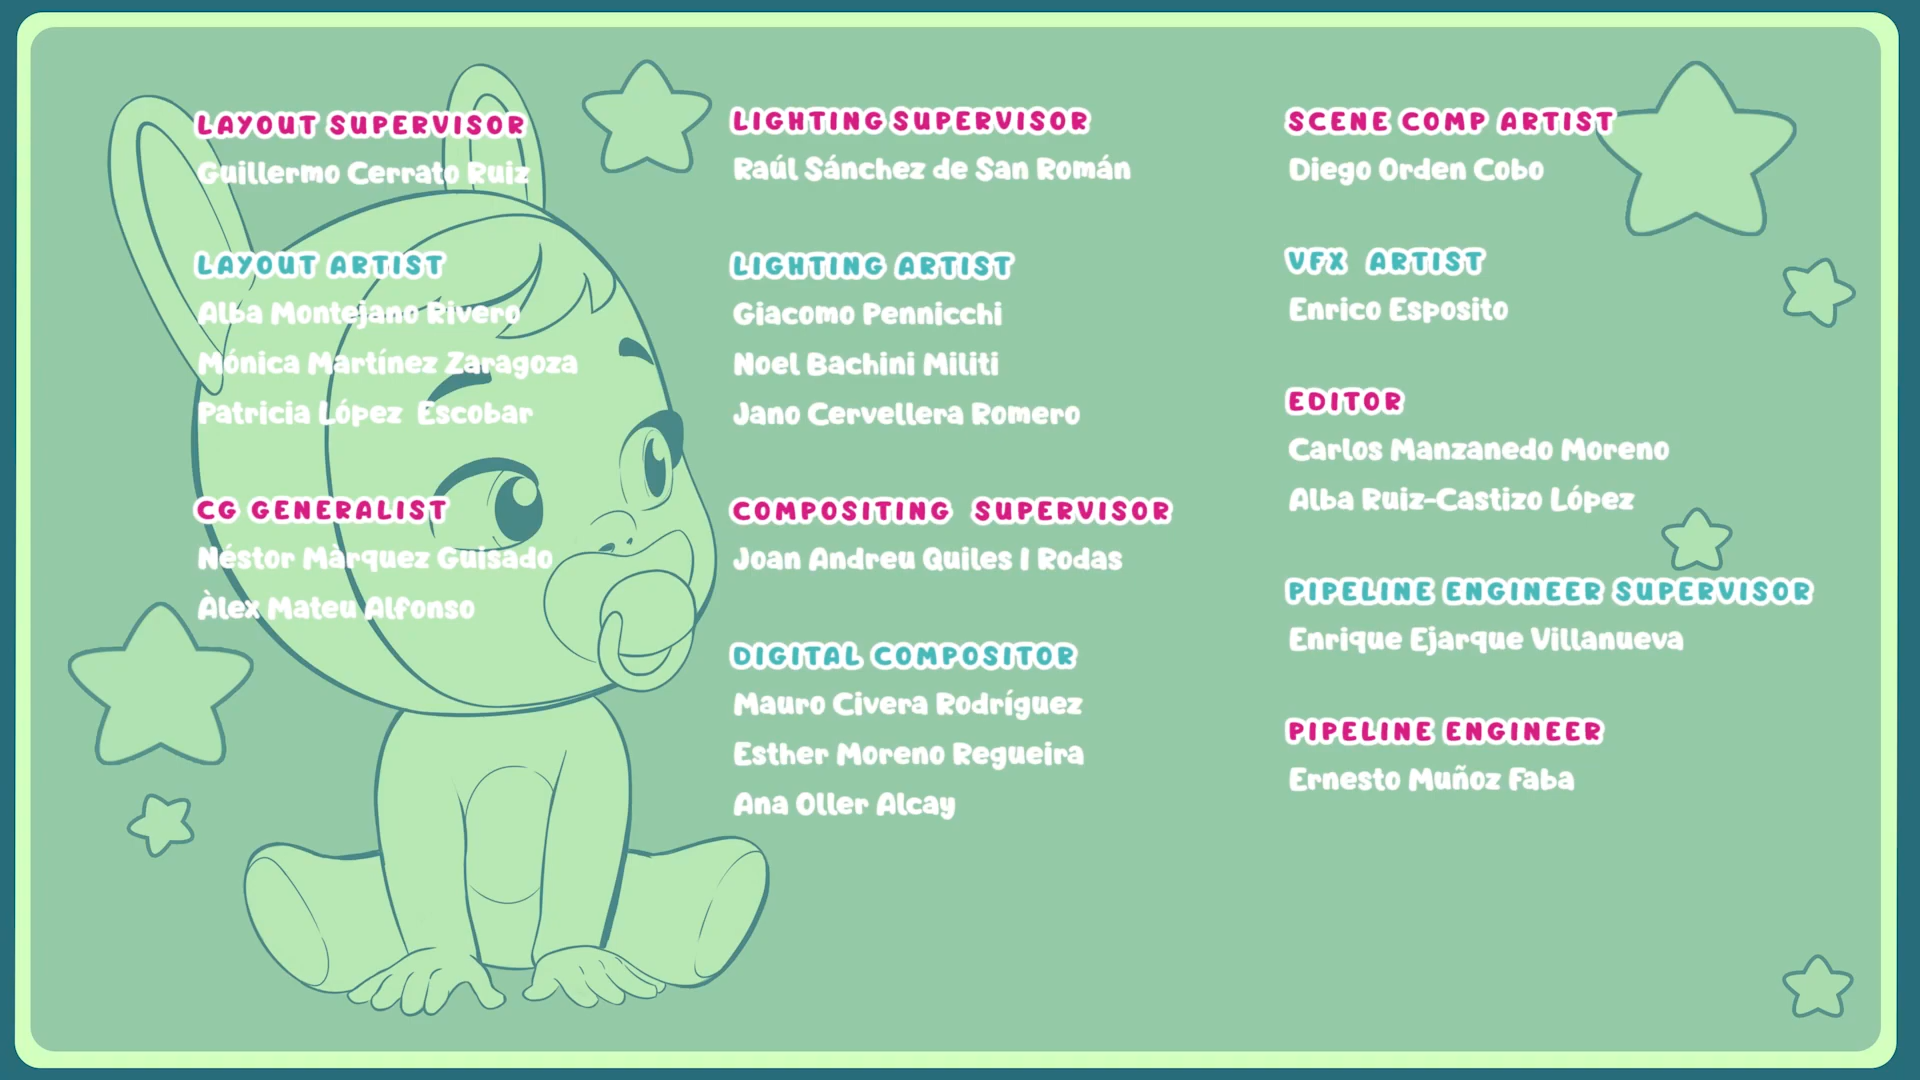 LAYOUT SUPERVISOR
Guillermo Cerrato Ruiz
LAYOUT ARTIST
Alba Montejano Rivero
Mónica Martínez Zaragoza
Patricia López Escobar
CG GENERALIST
Néstor Màrquez Guisado
Àlex Mateu Alfonso
LIGHTING SUPERVISOR
Raúl Sánchez de San Román
LIGHTING ARTIST
Giacomo Pennicchi
Noel Bachini Militi
Jano Cervellera Romero
COMPOSITING SUPERVISOR
Joan Andreu Quiles I Rodas
DIGITAL COMPOSITOR
Mauro Civera Rodríguez
Esther Moreno Regueira
Ana Oller Alcay
SCENE COMP ARTIST
Diego Orden Cobo
VFX ARTIST
Enrico Esposito
EDITOR
Carlos Manzanedo Moreno
Alba Ruiz-Castizo López
PIPELINE ENGINEER SUPERVISOR
Enrique Ejarque Villanueva
PIPELINE ENGINEER
Ernesto Muñoz Faba